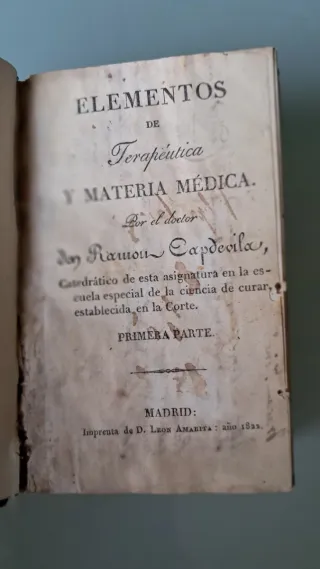 ELEMENTOS
DE
Terapéutica
Y MATERIA MÉDICA.
Por el doctor
don Ramon Capdevila,
Catedrático de esta asignatura en la es-
cuela especial de la ciencia de curar,
establecida en la Corte.
PRIMERA PARTE.
MADRID:
Imprenta de D. LEON AMARITA: año 1822.